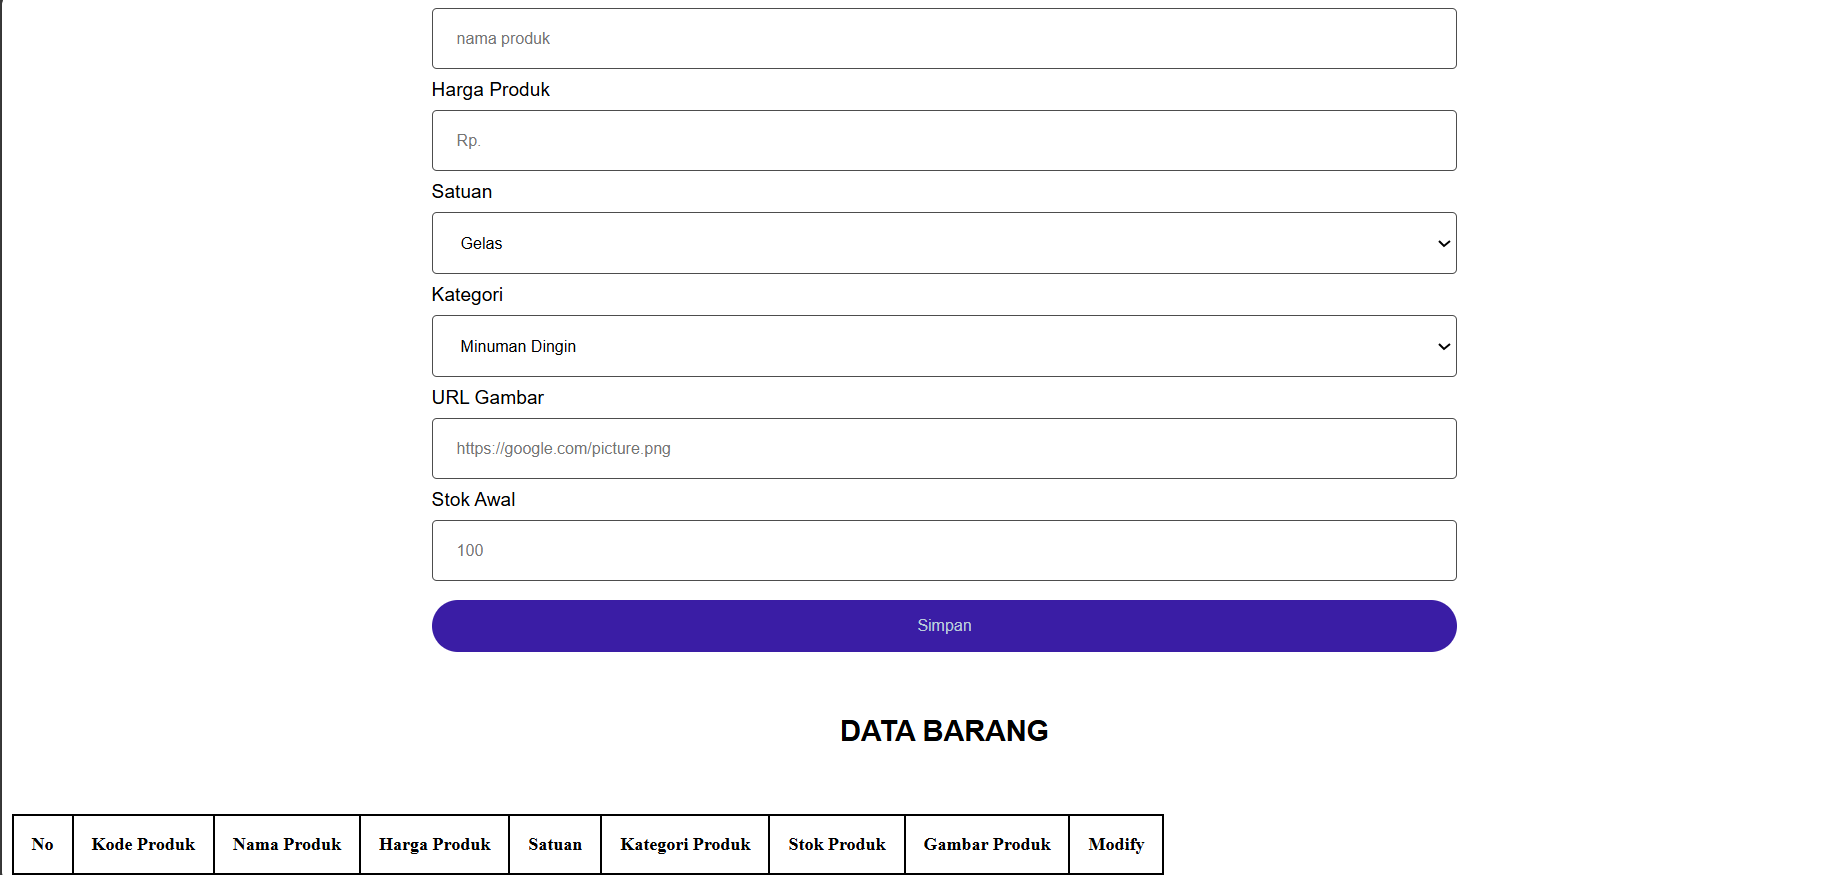 nama produk
Harga Produk
Rp.
Satuan
Gelas
Kategori
Minuman Dingin
URL Gambar
https://google.com/picture.png
Stok Awal
100
Simpan
DATA BARANG
No Kode Produk Nama Produk Harga Produk Satuan Kategori Produk Stok Produk Gambar Produk Modify